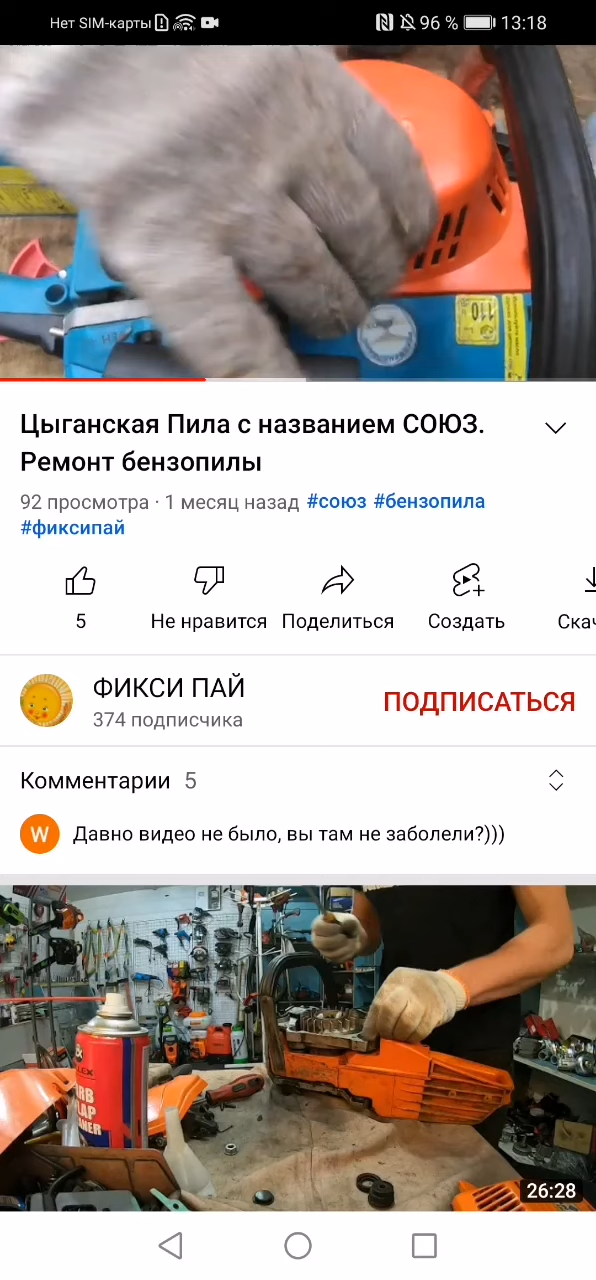 Нет SIM-карты 96 % 13:18
110
Цыганская Пила с названием СОЮЗ.
Ремонт бензопилы
92 просмотра · 1 месяц назад #союз #бензопила
#фиксипай
5 Не нравится Поделиться Создать Скач
ФИКСИ ПАЙ
374 подписчика
ПОДПИСАТЬСЯ
Комментарии 5
W Давно видео не было, вы там не заболели?)))
26:28